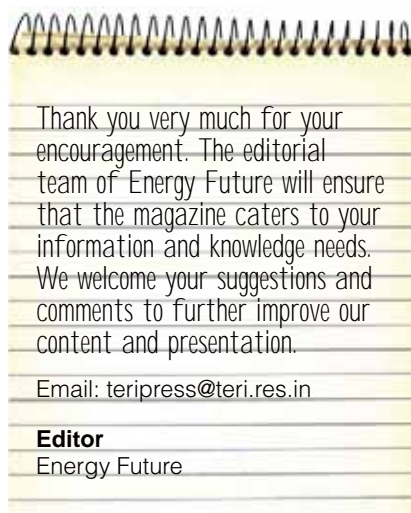 Thank you very much for your
encouragement. The editorial
team of Energy Future will ensure
that the magazine caters to your
information and knowledge needs.
We welcome your suggestions and
comments to further improve our
content and presentation.
Email: teripress@teri.res.in
Editor
Energy Future